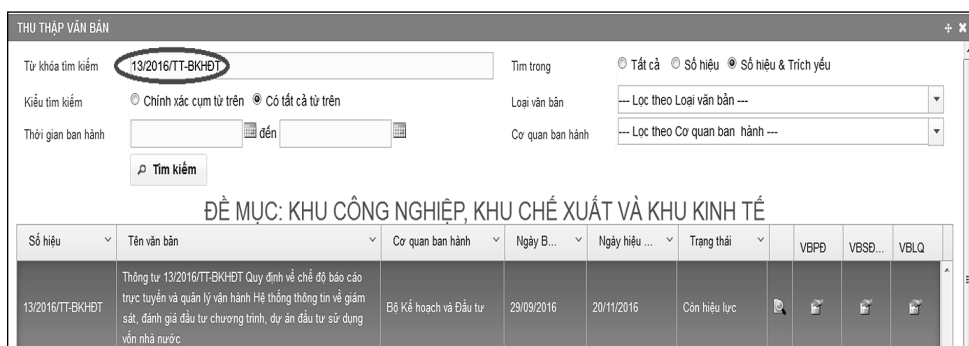 THU THẬP VĂN BẢN
Từ khóa tìm kiếm 13/2016/TT-BKHĐT Tìm trong Tất cả Số hiệu Số hiệu & Trích yếu
Kiểu tìm kiếm Chính xác cụm từ trên Có tất cả từ trên Loại văn bản --- Lọc theo Loại văn bản ---
Thời gian ban hành đến Cơ quan ban hành --- Lọc theo Cơ quan ban hành ---
Tìm kiếm
ĐỀ MỤC: KHU CÔNG NGHIỆP, KHU CHẾ XUẤT VÀ KHU KINH TẾ
Số hiệu Tên văn bản Cơ quan ban hành Ngày B... Ngày hiệu ... Trạng thái VBPĐ VBSĐ... VBLQ
Thông tư 13/2016/TT-BKHĐT Quy định về chế độ báo cáo
trực tuyến và quản lý vận hành Hệ thống thông tin về giám
13/2016/TT-BKHĐT sát, đánh giá đầu tư chương trình, dự án đầu tư sử dụng Bộ Kế hoạch và Đầu tư 29/09/2016 20/11/2016 Còn hiệu lực
vốn nhà nước